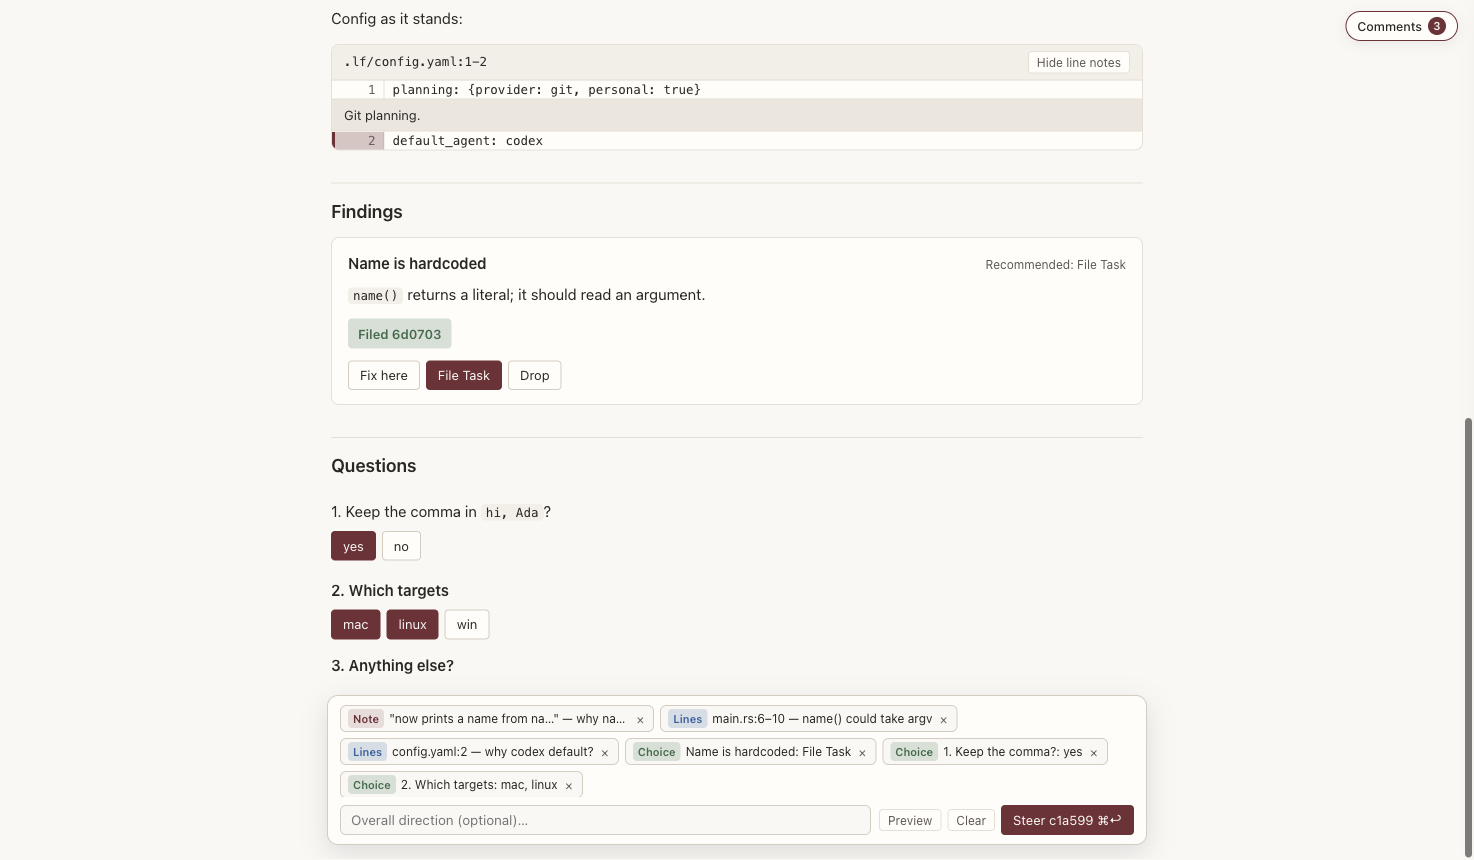 Config as it stands:
Comments 3
.lf/config.yaml:1–2
Hide line notes
1 planning: {provider: git, personal: true}
Git planning.
2 default_agent: codex
Findings
Name is hardcoded
Recommended: File Task
name() returns a literal; it should read an argument.
Filed 6d0703
Fix here File Task Drop
Questions
1. Keep the comma in hi, Ada ?
yes no
2. Which targets
mac linux win
3. Anything else?
Note "now prints a name from na..." — why na... × Lines main.rs:6–10 — name() could take argv ×
Lines config.yaml:2 — why codex default? × Choice Name is hardcoded: File Task × Choice 1. Keep the comma?: yes ×
Choice 2. Which targets: mac, linux ×
Overall direction (optional)... Preview Clear Steer c1a599 ⌘↩